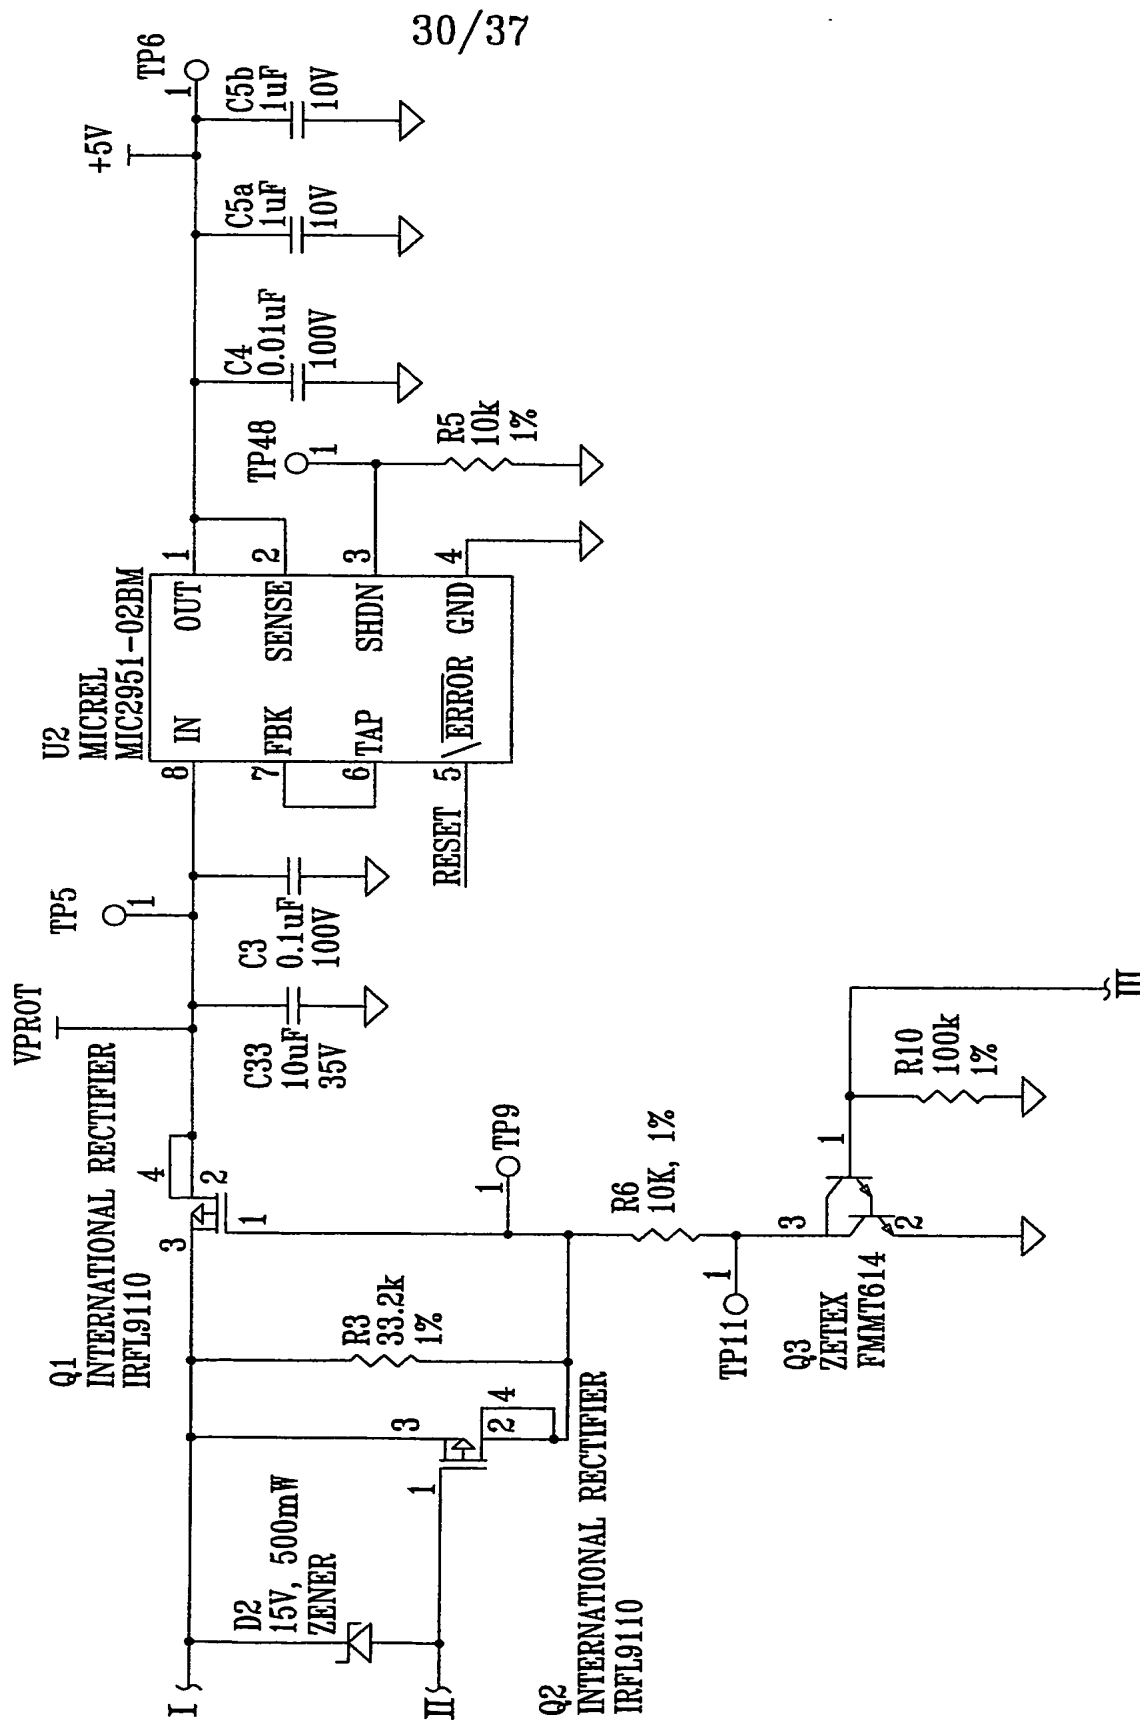 30/37
TP6
1
+5V
C5b
1uF
10V
C5a
1uF
10V
C4
0.01uF
100V
TP48
1
R5
10k
1%
U2
MICREL
MIC2951-02BM
8
IN
OUT
1
7
FBK
SENSE
2
6
TAP
SHDN
3
5
\ERROR
GND
4
RESET
TP5
1
C3
0.1uF
100V
VPROT
C33
10uF
35V
Q1
INTERNATIONAL RECTIFIER
IRFL9110
3
4
2
1
TP9
1
R3
33.2k
1%
R6
10K, 1%
D2
15V, 500mW
ZENER
I
II
1
3
2
4
Q2
INTERNATIONAL RECTIFIER
IRFL9110
TP11
1
Q3
ZETEX
FMMT614
3
1
2
R10
100k
1%
III